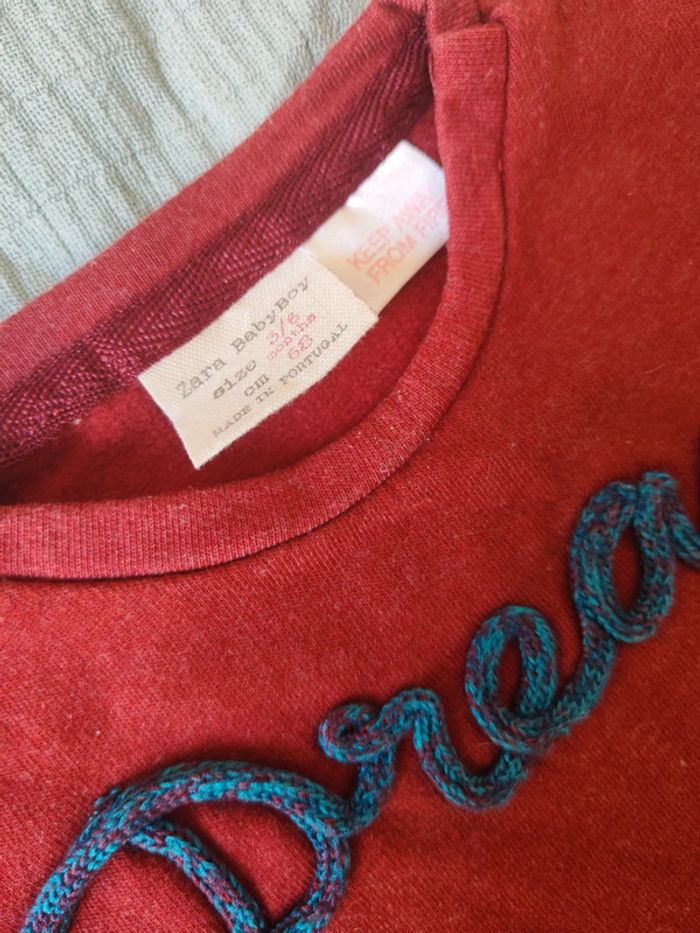 Zara BabyBoy
size 3/6
months
cm 68
MADE IN PORTUGAL
KEEP AWAY
FROM FIRE
Drea